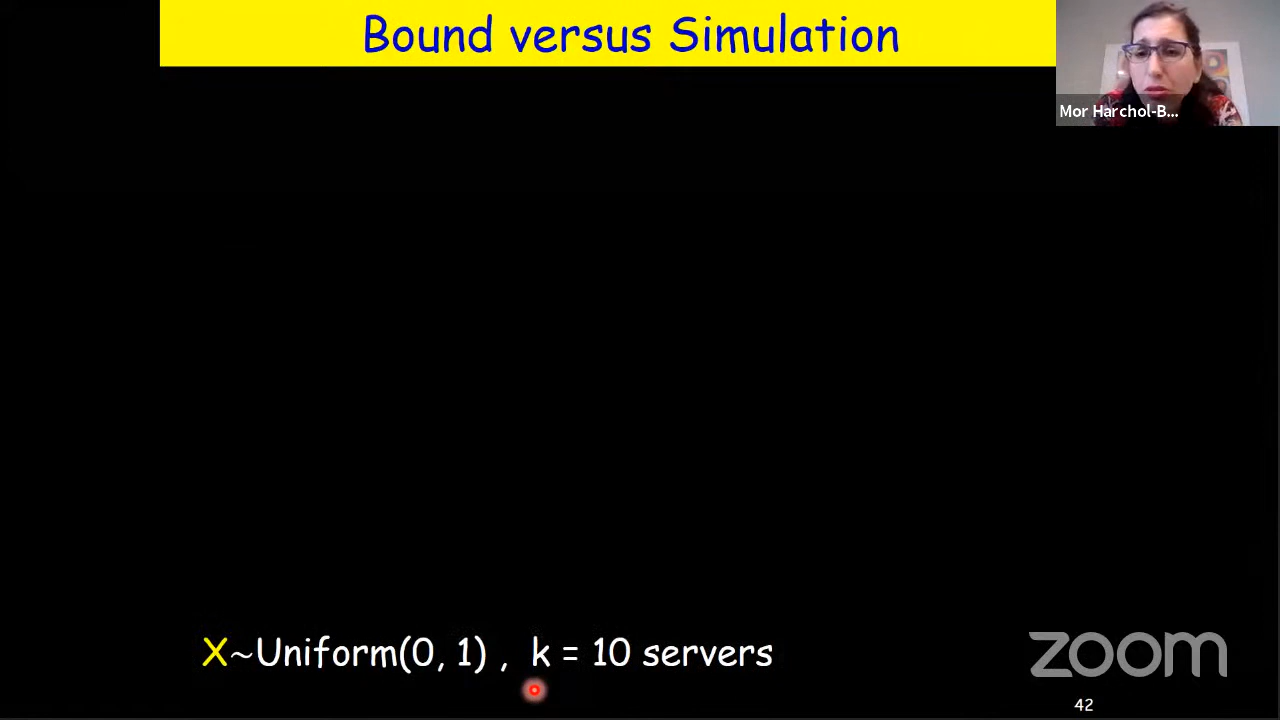 Bound versus Simulation
Mor Harchol-B...
X~Uniform(0, 1) , k = 10 servers
zoom
42